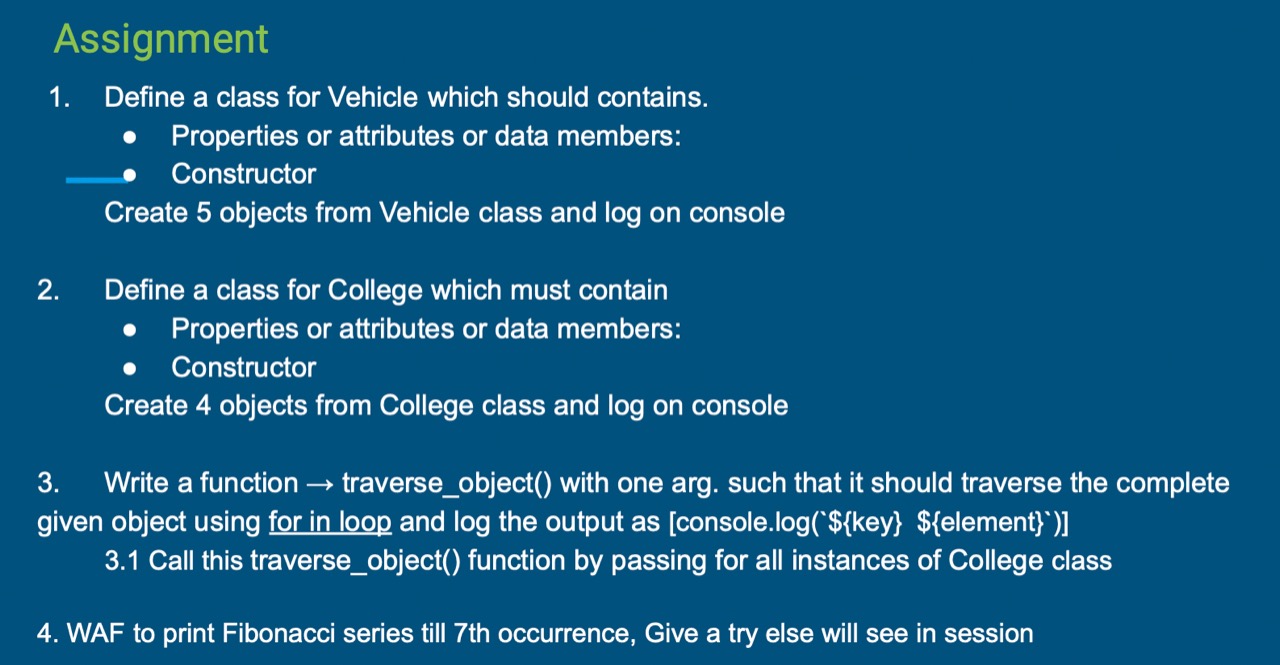 Assignment
1. Define a class for Vehicle which should contains.
● Properties or attributes or data members:
● Constructor
Create 5 objects from Vehicle class and log on console
2. Define a class for College which must contain
● Properties or attributes or data members:
● Constructor
Create 4 objects from College class and log on console
3. Write a function → traverse_object() with one arg. such that it should traverse the complete
given object using for in loop and log the output as [console.log(`${key} ${element}`)]
3.1 Call this traverse_object() function by passing for all instances of College class
4. WAF to print Fibonacci series till 7th occurrence, Give a try else will see in session